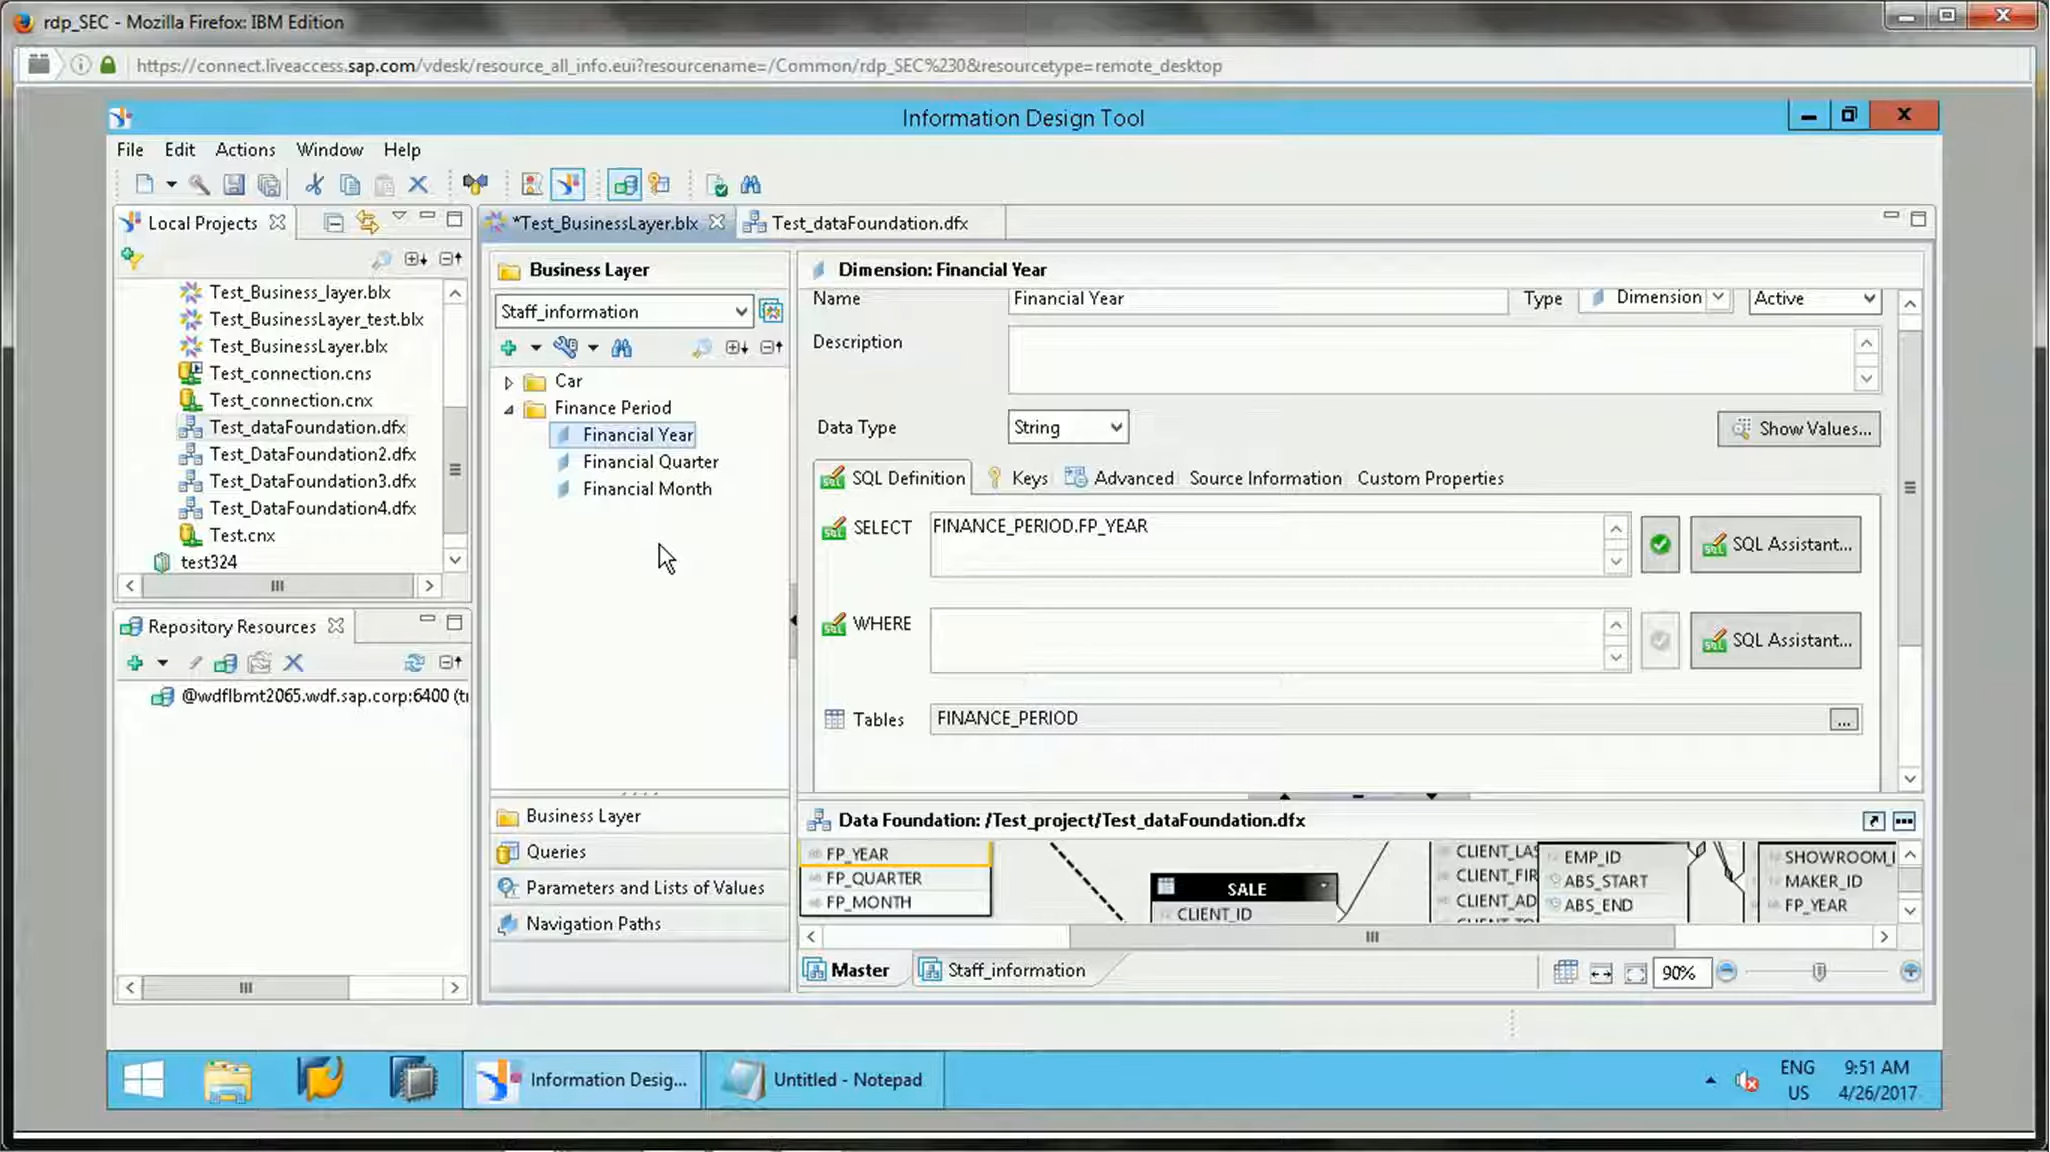 rdp_SEC - Mozilla Firefox: IBM Edition
https://connect.liveaccess.sap.com/vdesk/resource_all_info.eui?resourcename=/Common/rdp_SEC%230&resourcetype=remote_desktop
Information Design Tool
File Edit Actions Window Help
Local Projects
*Test_BusinessLayer.blx
Test_dataFoundation.dfx
Test_Business_layer.blx
Test_BusinessLayer_test.blx
Test_BusinessLayer.blx
Test_connection.cns
Test_connection.cnx
Test_dataFoundation.dfx
Test_DataFoundation2.dfx
Test_DataFoundation3.dfx
Test_DataFoundation4.dfx
Test.cnx
test324
Repository Resources
@wdflbmt2065.wdf.sap.corp:6400 (t
Business Layer
Staff_information
Car
Finance Period
Financial Year
Financial Quarter
Financial Month
Business Layer
Queries
Parameters and Lists of Values
Navigation Paths
Dimension: Financial Year
Name Financial Year Type Dimension Active
Description
Data Type String Show Values...
SQL Definition Keys Advanced Source Information Custom Properties
SELECT FINANCE_PERIOD.FP_YEAR SQL Assistant...
WHERE SQL Assistant...
Tables FINANCE_PERIOD ...
Data Foundation: /Test_project/Test_dataFoundation.dfx
FP_YEAR
FP_QUARTER
FP_MONTH
SALE
CLIENT_ID
CLIENT_LAS
CLIENT_FIR
CLIENT_AD
EMP_ID
ABS_START
ABS_END
SHOWROOM_I
MAKER_ID
FP_YEAR
Master Staff_information 90%
Information Desig...
Untitled - Notepad
ENG
US
9:51 AM
4/26/2017